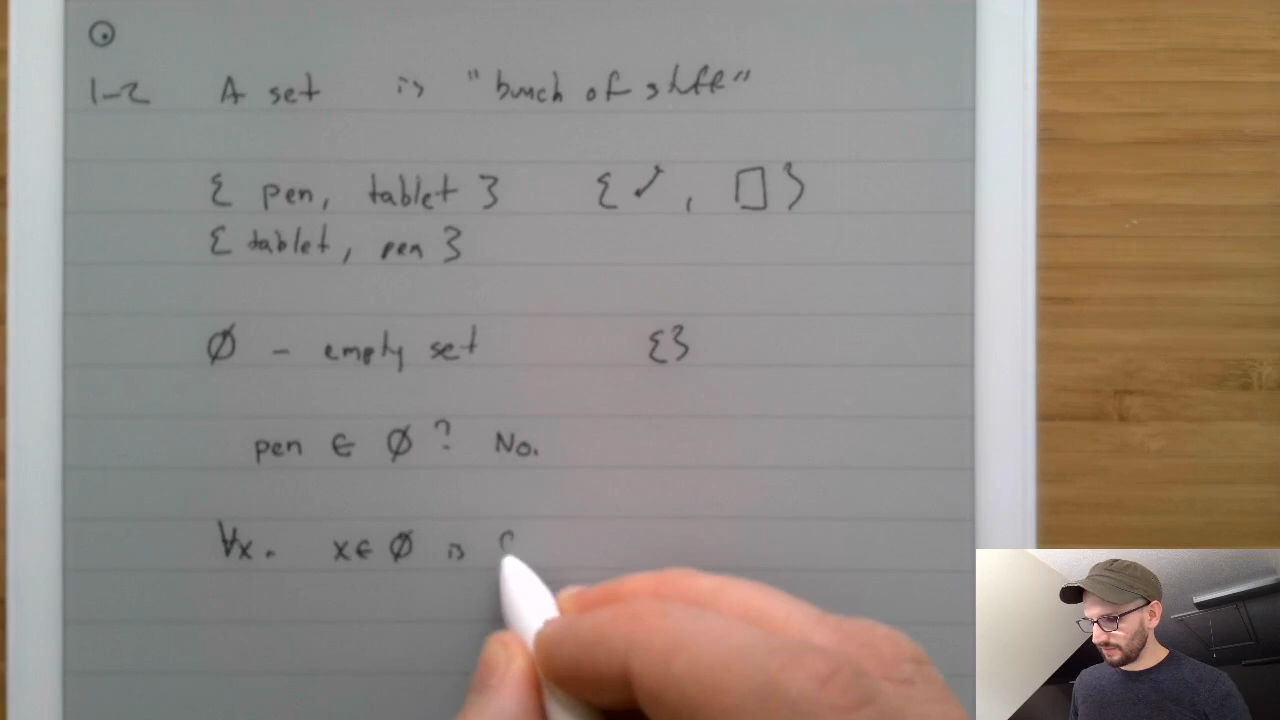 1-2 A set is "bunch of stuff"
{ pen, tablet } { ✓, ▯ }
{ tablet, pen }
∅ - empty set {}
pen ∈ ∅ ? No.
∀x. x ∈ ∅ is